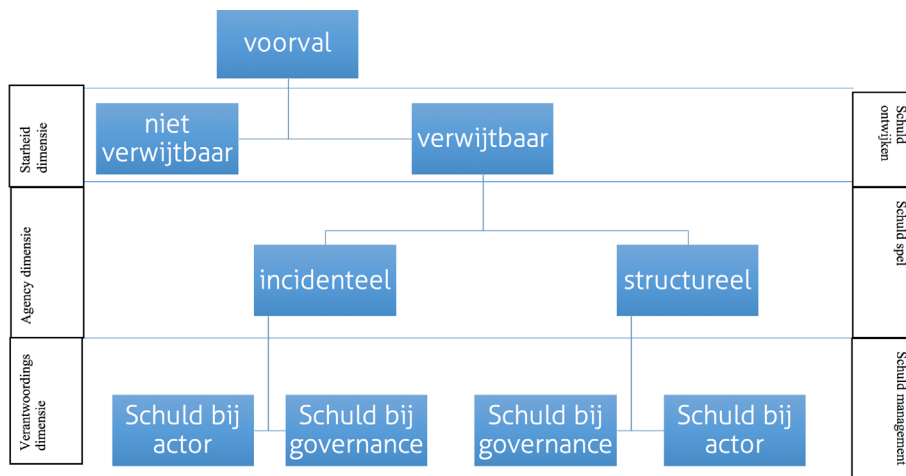 voorval
Starheid
dimensie
niet
verwijtbaar
verwijtbaar
Schuld
ontwijken
Agency dimensie
incidenteel
structureel
Schuld spel
Verantwoordings
dimensie
Schuld bij
actor
Schuld bij
governance
Schuld bij
governance
Schuld bij
actor
Schuld management